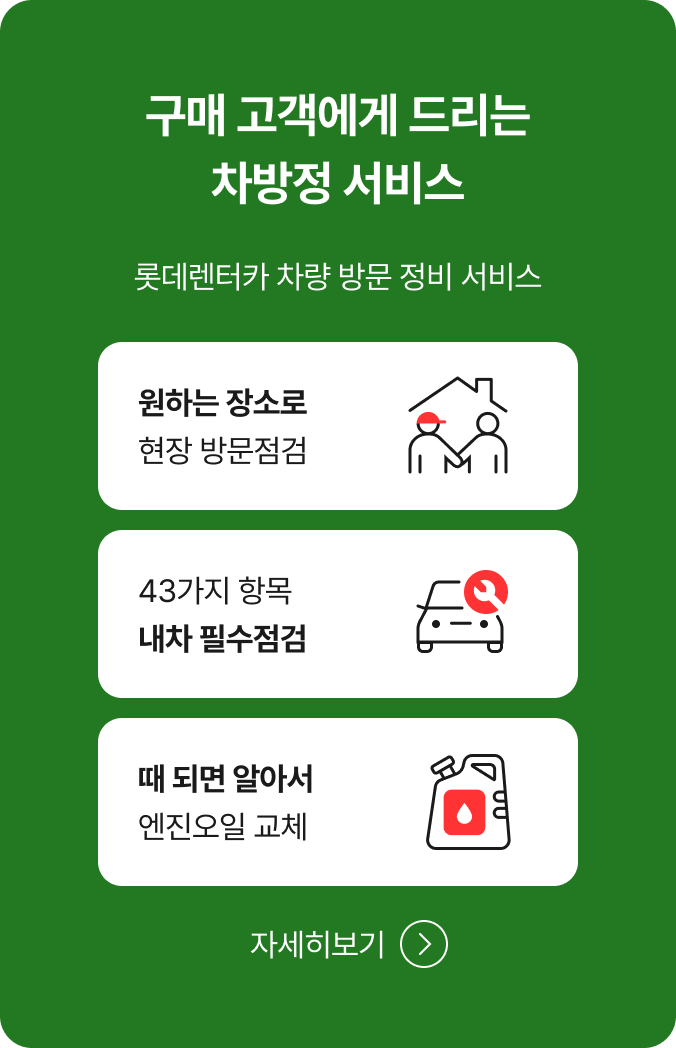 구매 고객에게 드리는
차방정 서비스
롯데렌터카 차량 방문 정비 서비스
원하는 장소로
현장 방문점검
43가지 항목
내차 필수점검
때 되면 알아서
엔진오일 교체
자세히보기